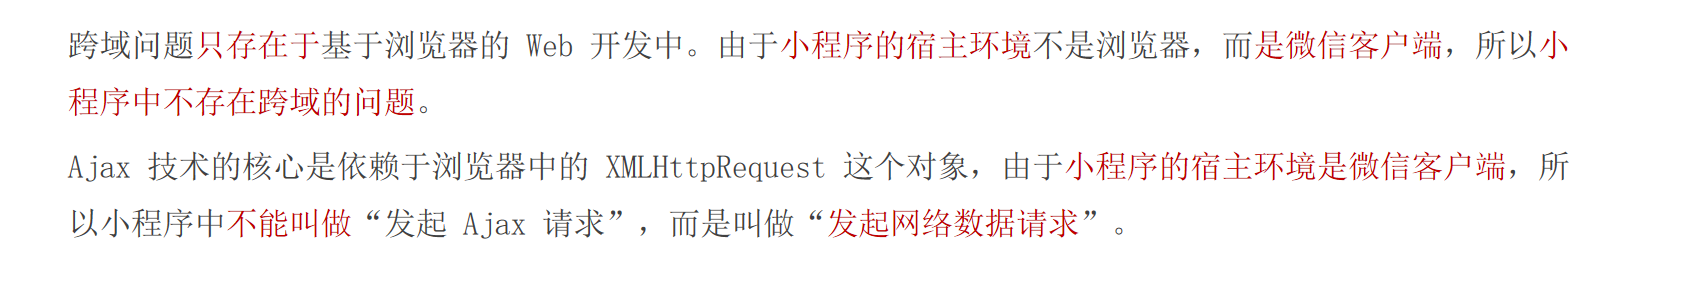 跨域问题只存在于基于浏览器的 Web 开发中。由于小程序的宿主环境不是浏览器，而是微信客户端，所以小
程序中不存在跨域的问题。
Ajax 技术的核心是依赖于浏览器中的 XMLHttpRequest 这个对象，由于小程序的宿主环境是微信客户端，所
以小程序中不能叫做“发起 Ajax 请求”，而是叫做“发起网络数据请求”。